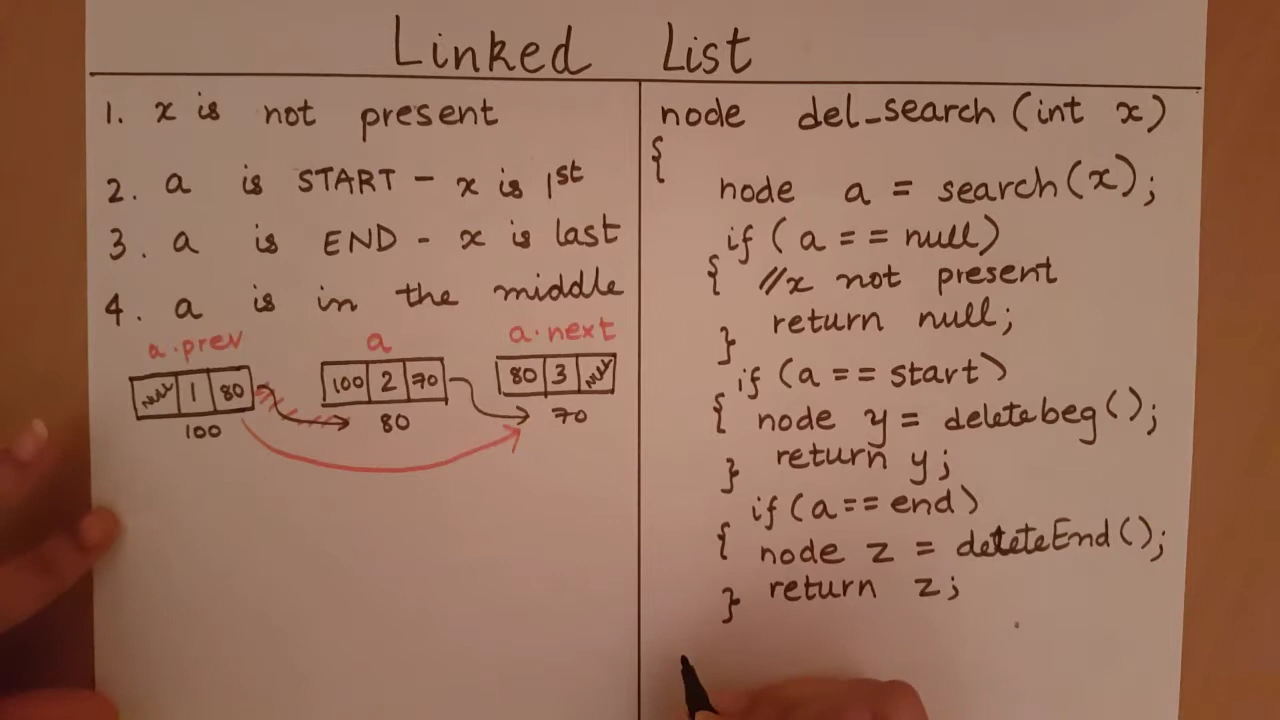 Linked List
1. x is not present
2. a is START - x is 1st
3. a is END - x is last
4. a is in the middle
a.prev a a.next
NULL 1 80 100 2 70 80 3 NULL
100 80 70
node del_search(int x)
{
node a = search(x);
if (a == null)
{ //x not present
return null;
}
if (a == start)
{ node y = deletebeg();
return y;
}
if (a == end)
{ node z = deleteEnd();
return z;
}